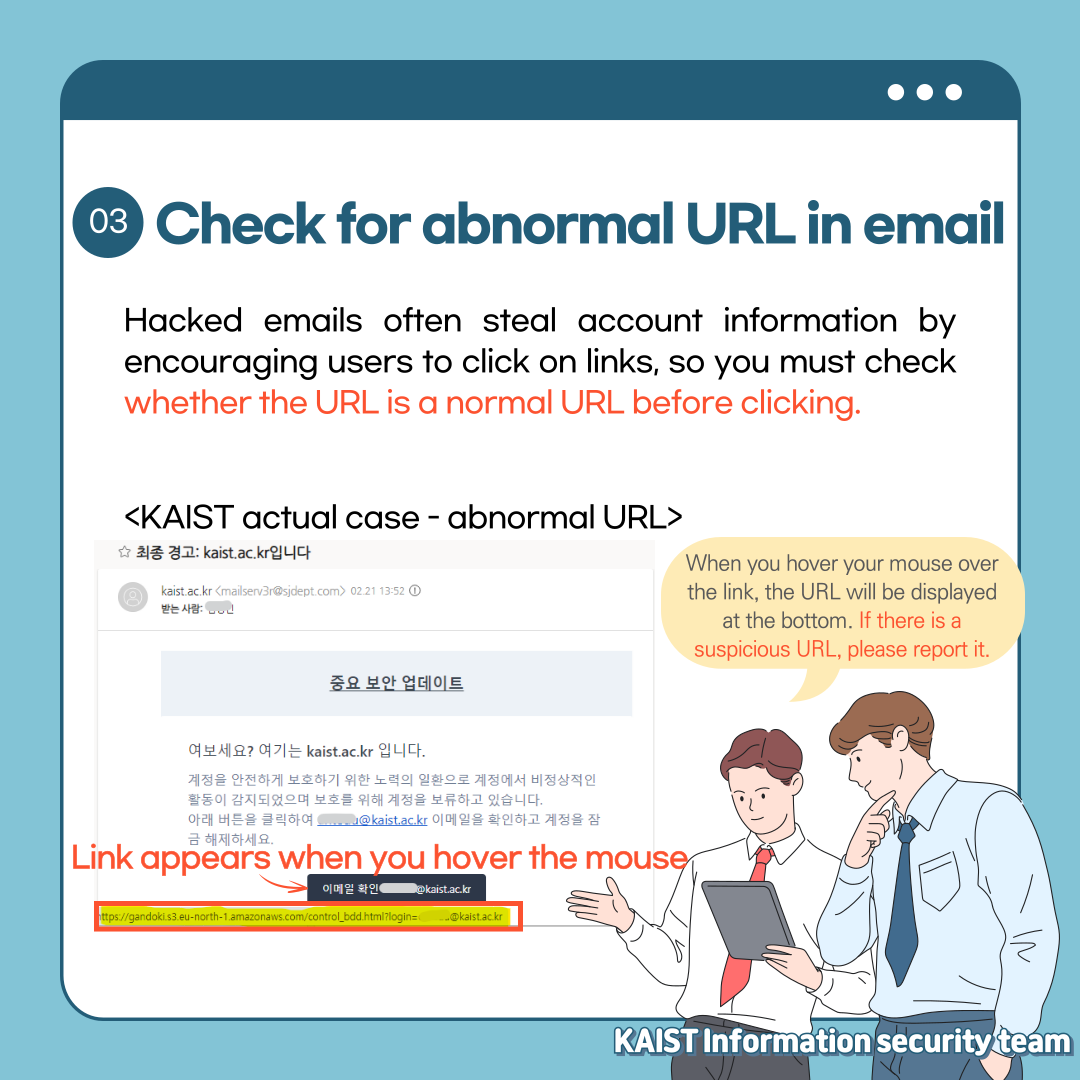 03 Check for abnormal URL in email
Hacked emails often steal account information by
encouraging users to click on links, so you must check
whether the URL is a normal URL before clicking.
<KAIST actual case - abnormal URL>
최종 경고: kaist.ac.kr입니다
kaist.ac.kr <mailserv3r@sjdept.com> 02.21 13:52
받는 사람:
중요 보안 업데이트
여보세요? 여기는 kaist.ac.kr 입니다.
계정을 안전하게 보호하기 위한 노력의 일환으로 계정에서 비정상적인
활동이 감지되었으며 보호를 위해 계정을 보류하고 있습니다.
아래 버튼을 클릭하여 @kaist.ac.kr 이메일을 확인하고 계정을 잠
금 해제하세요.
Link appears when you hover the mouse
이메일 확인 @kaist.ac.kr
https://gandoki.s3.eu-north-1.amazonaws.com/control_bdd.html?login= @kaist.ac.kr
When you hover your mouse over
the link, the URL will be displayed
at the bottom. If there is a
suspicious URL, please report it.
KAIST Information security team